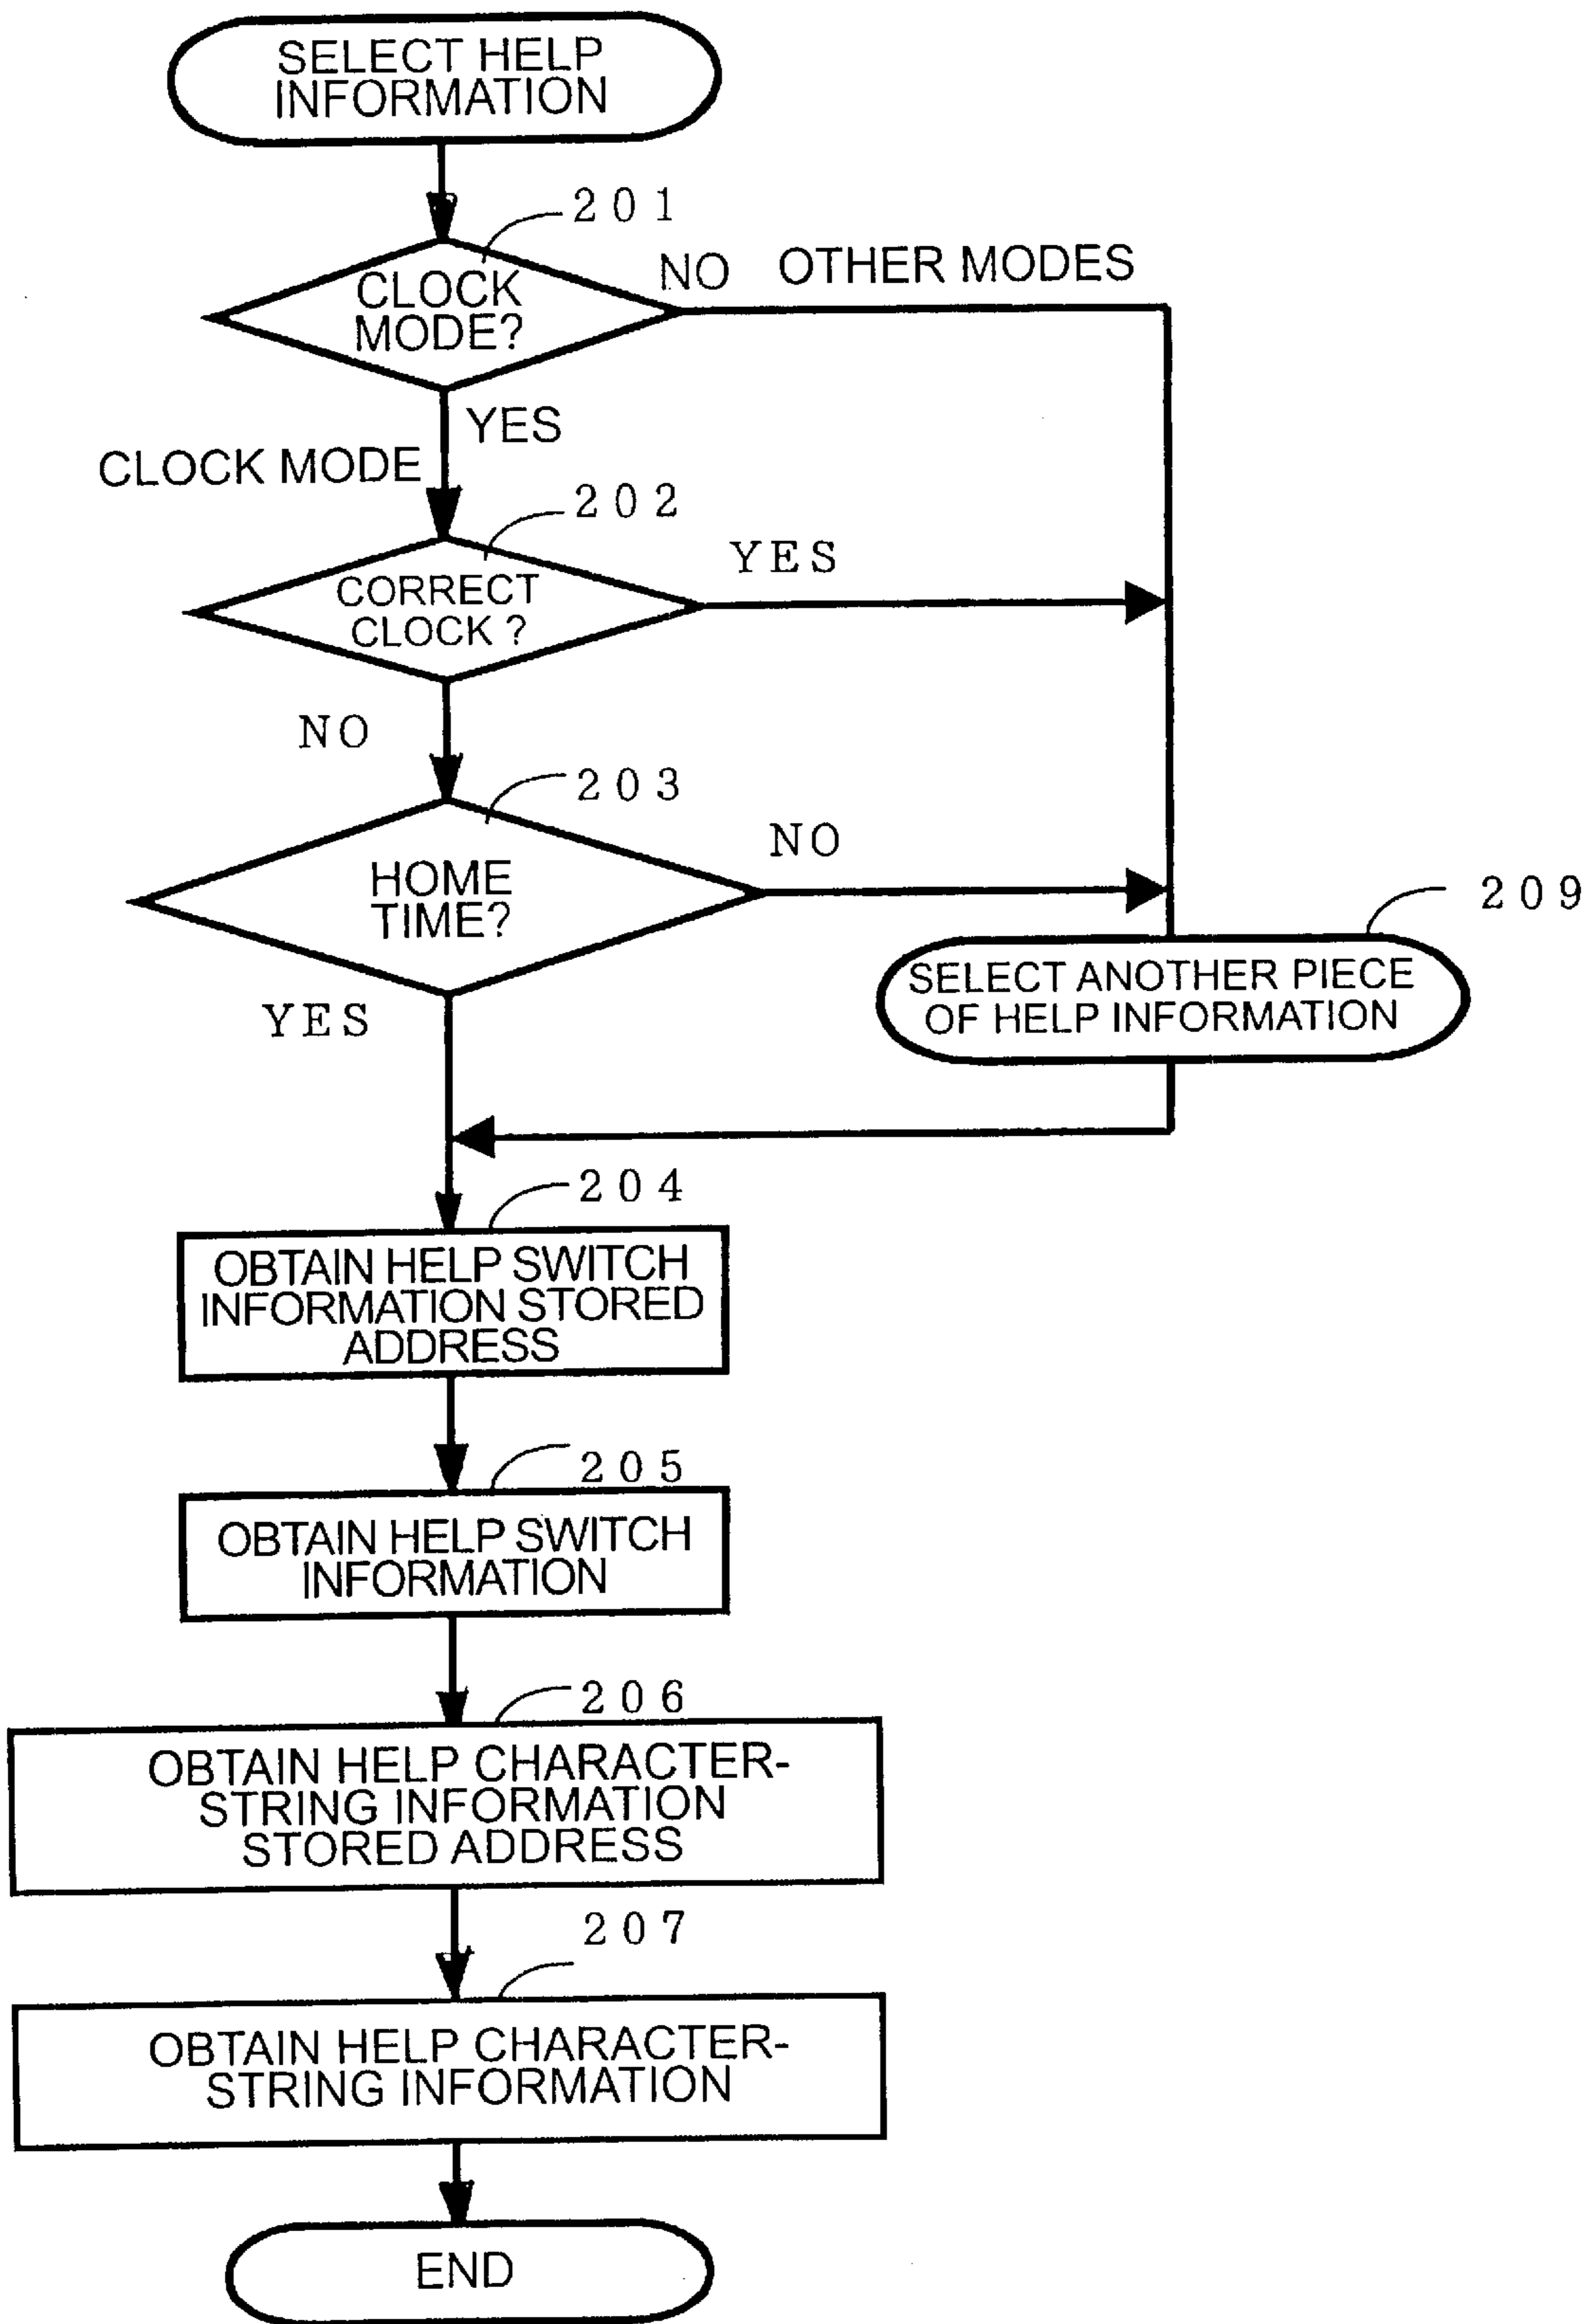 SELECT HELP
INFORMATION
201
CLOCK
MODE?
NO OTHER MODES
YES
CLOCK MODE
202
CORRECT
CLOCK ?
YES
NO
203
HOME
TIME?
NO
209
SELECT ANOTHER PIECE
OF HELP INFORMATION
YES
204
OBTAIN HELP SWITCH
INFORMATION STORED
ADDRESS
205
OBTAIN HELP SWITCH
INFORMATION
206
OBTAIN HELP CHARACTER-
STRING INFORMATION
STORED ADDRESS
207
OBTAIN HELP CHARACTER-
STRING INFORMATION
END